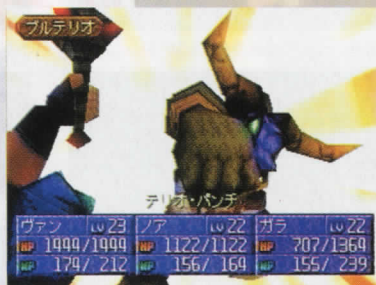 ブルテリオ
テリオ・パンチ
ヴァン LV 23 ノア LV 22 ガラ LV 22
HP 1999/1999 HP 1122/1122 HP 707/1369
MP 179/ 212 MP 156/ 169 MP 155/ 239